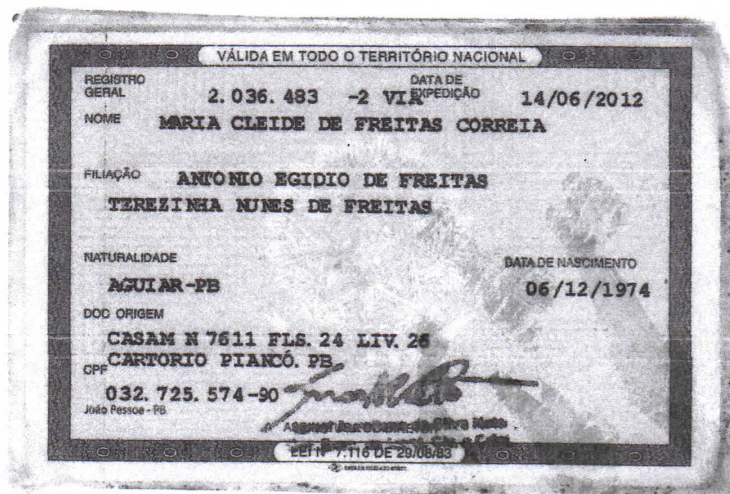 VÁLIDA EM TODO O TERRITÓRIO NACIONAL
REGISTRO GERAL 2.036.483 -2 VIA DATA DE EXPEDIÇÃO 14/06/2012
NOME MARIA CLEIDE DE FREITAS CORREIA
FILIAÇÃO ANTONIO EGIDIO DE FREITAS
TEREZINHA NUNES DE FREITAS
NATURALIDADE DATA DE NASCIMENTO
AGUIAR-PB 06/12/1974
DOC ORIGEM
CASAM N 7611 FLS. 24 LIV. 26
CARTORIO PIANCÓ. PB
CPF
032.725.574-90
João Pessoa - PB
LEI Nº 7.116 DE 29/08/83